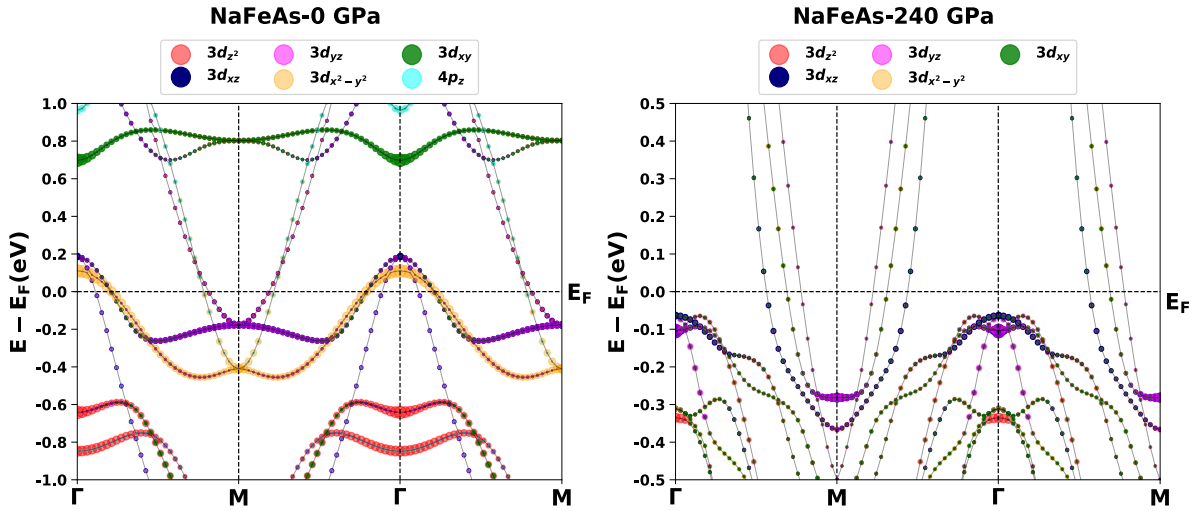 NaFeAs-0 GPa
3d_{z²} 3d_{yz} 3d_{xy}
3d_{xz} 3d_{x²−y²} 4p_z
E − E_F(eV)
1.0
0.8
0.6
0.4
0.2
0.0
-0.2
-0.4
-0.6
-0.8
-1.0
Γ M Γ M
E_F
NaFeAs-240 GPa
3d_{z²} 3d_{yz} 3d_{xy}
3d_{xz} 3d_{x²−y²}
E − E_F(eV)
0.5
0.4
0.3
0.2
0.1
0.0
-0.1
-0.2
-0.3
-0.4
-0.5
Γ M Γ M
E_F